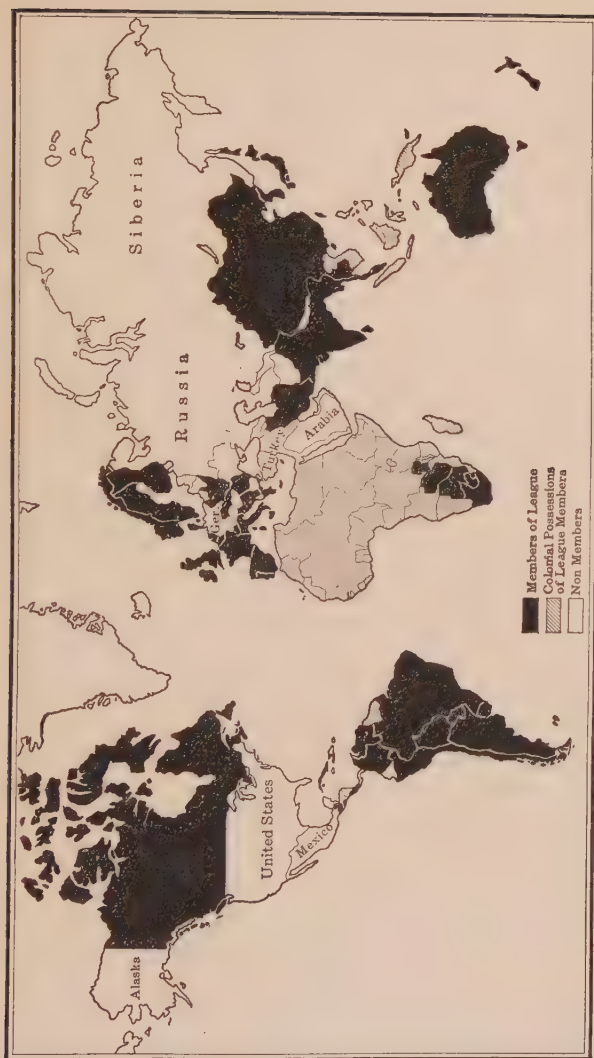 Alaska
United States
Mexico
Siberia
Russia
Ger.
Turkey
Arabia
Members of League
Colonial Possessions
of League Members
Non Members